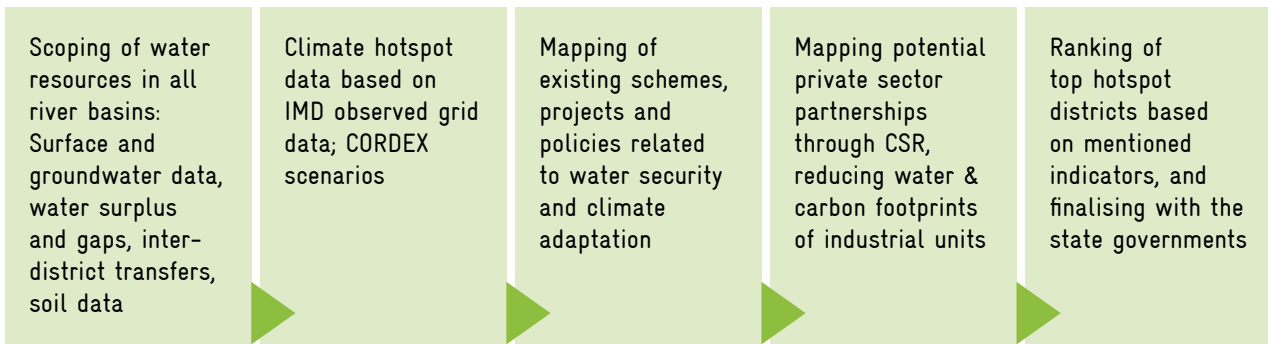 Scoping of water
resources in all
river basins:
Surface and
groundwater data,
water surplus
and gaps, inter-
district transfers,
soil data
Climate hotspot
data based on
IMD observed grid
data; CORDEX
scenarios
Mapping of
existing schemes,
projects and
policies related
to water security
and climate
adaptation
Mapping potential
private sector
partnerships
through CSR,
reducing water &
carbon footprints
of industrial units
Ranking of
top hotspot
districts based
on mentioned
indicators, and
finalising with the
state governments